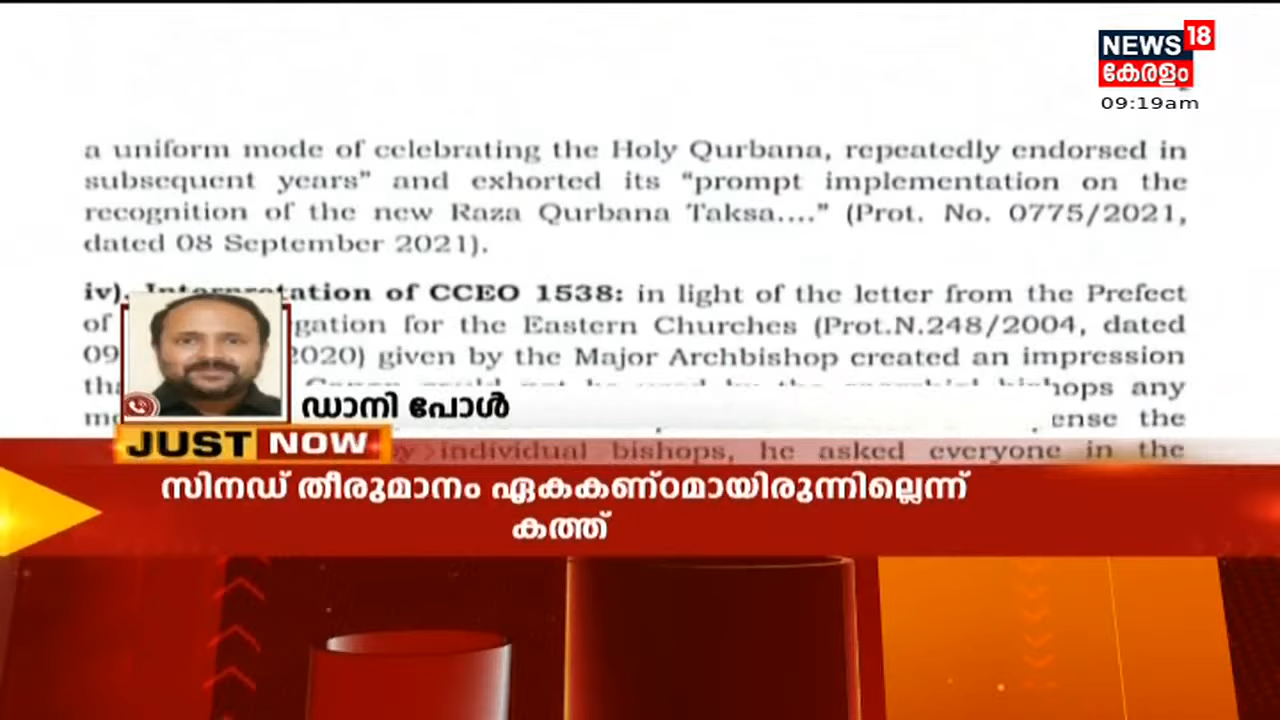 NEWS 18
കേരളം
09:19am
a uniform mode of celebrating the Holy Qurbana, repeatedly endorsed in
subsequent years” and exhorted its “prompt implementation on the
recognition of the new Raza Qurbana Taksa....” (Prot. No. 0775/2021,
dated 08 September 2021).
iv). Interpretation of CCEO 1538: in light of the letter from the Prefect
of gation for the Eastern Churches (Prot.N.248/2004, dated
09 2020) given by the Major Archbishop created an impression
bishops any
ense the
ഡാനി പോൾ
JUST NOW
individual bishops, he asked everyone in the
സിനഡ് തീരുമാനം ഏകകണ്ഠമായിരുന്നില്ലെന്ന്
കത്ത്